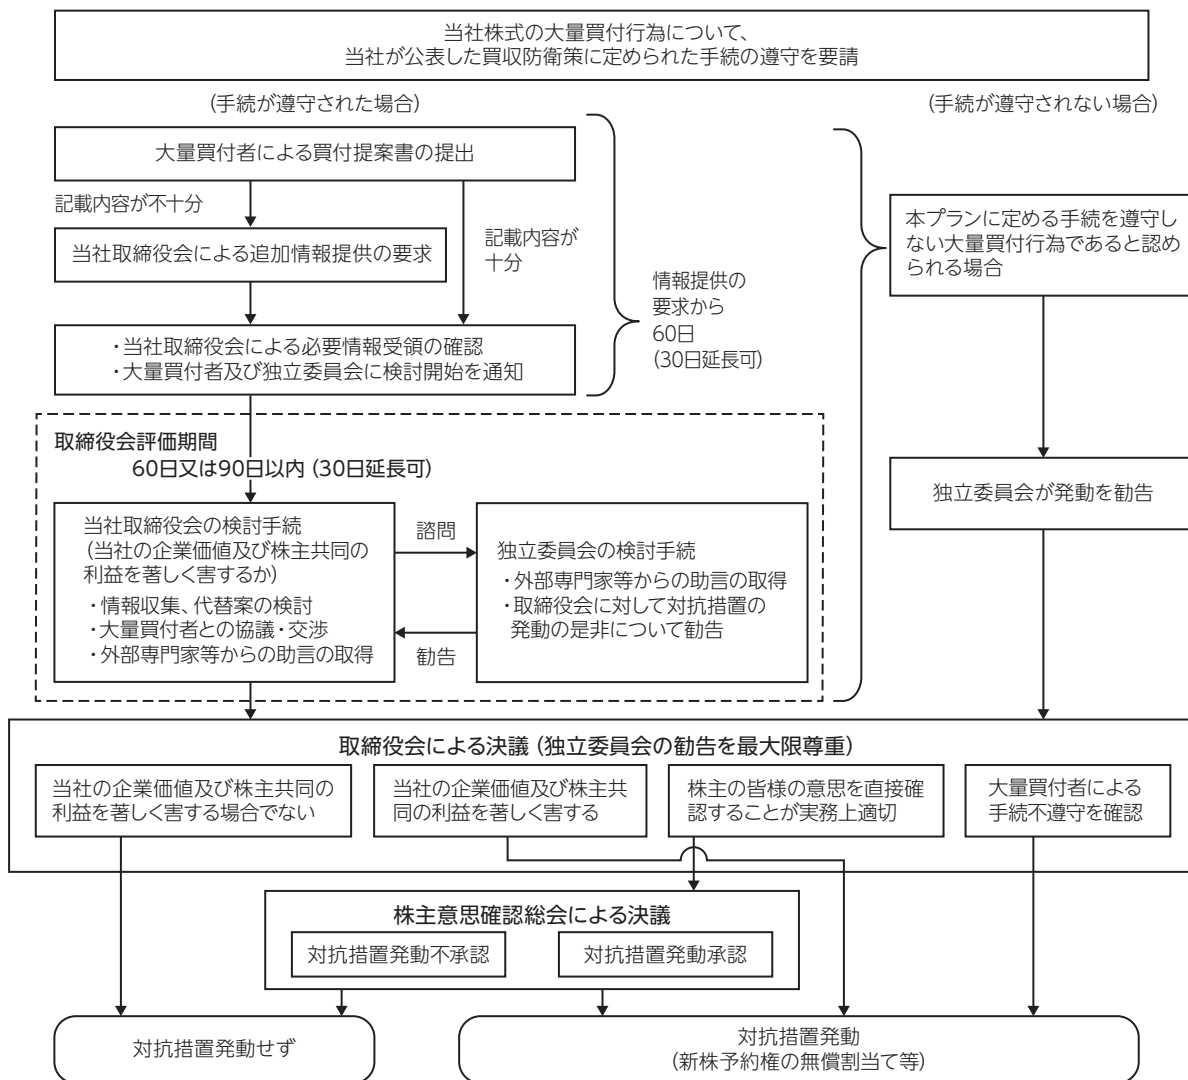 当社株式の大量買付行為について、
当社が公表した買収防衛策に定められた手続の遵守を要請
(手続が遵守された場合)
(手続が遵守されない場合)
大量買付者による買付提案書の提出
記載内容が不十分
当社取締役会による追加情報提供の要求
記載内容が
十分
・当社取締役会による必要情報受領の確認
・大量買付者及び独立委員会に検討開始を通知
情報提供の
要求から
60日
(30日延長可)
本プランに定める手続を遵守し
ない大量買付行為であると認め
られる場合
独立委員会が発動を勧告
取締役会評価期間
60日又は90日以内 (30日延長可)
当社取締役会の検討手続
(当社の企業価値及び株主共同の
利益を著しく害するか)
・情報収集、代替案の検討
・大量買付者との協議・交渉
・外部専門家等からの助言の取得
諮問
勧告
独立委員会の検討手続
・外部専門家等からの助言の取得
・取締役会に対して対抗措置の
発動の是非について勧告
取締役会による決議 (独立委員会の勧告を最大限尊重)
当社の企業価値及び株主共同の
利益を著しく害する場合でない
当社の企業価値及び株主共
同の利益を著しく害する
株主の皆様の意思を直接確
認することが実務上適切
大量買付者による
手続不遵守を確認
株主意思確認総会による決議
対抗措置発動不承認
対抗措置発動承認
対抗措置発動せず
対抗措置発動
(新株予約権の無償割当て等)